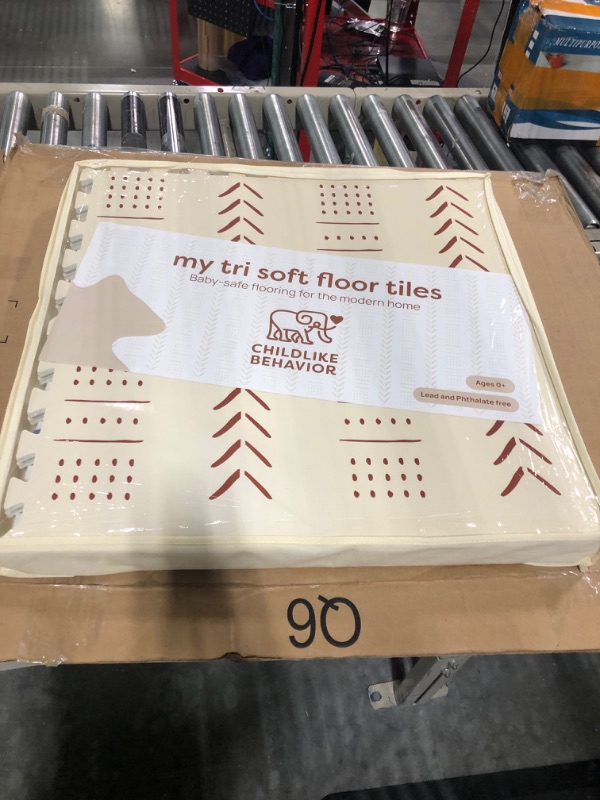 MULTIPURPO
my tri soft floor tiles
Baby-safe flooring for the modern home
CHILDLIKE
BEHAVIOR
Ages 0+
Lead and Phthalate free
90